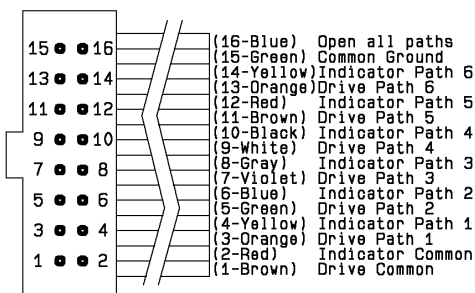 15 16
13 14
11 12
9 10
7 8
5 6
3 4
1 2
(16-Blue) Open all paths
(15-Green) Common Ground
(14-Yellow) Indicator Path 6
(13-Orange) Drive Path 6
(12-Red) Indicator Path 5
(11-Brown) Drive Path 5
(10-Black) Indicator Path 4
(9-White) Drive Path 4
(8-Gray) Indicator Path 3
(7-Violet) Drive Path 3
(6-Blue) Indicator Path 2
(5-Green) Drive Path 2
(4-Yellow) Indicator Path 1
(3-Orange) Drive Path 1
(2-Red) Indicator Common
(1-Brown) Drive Common